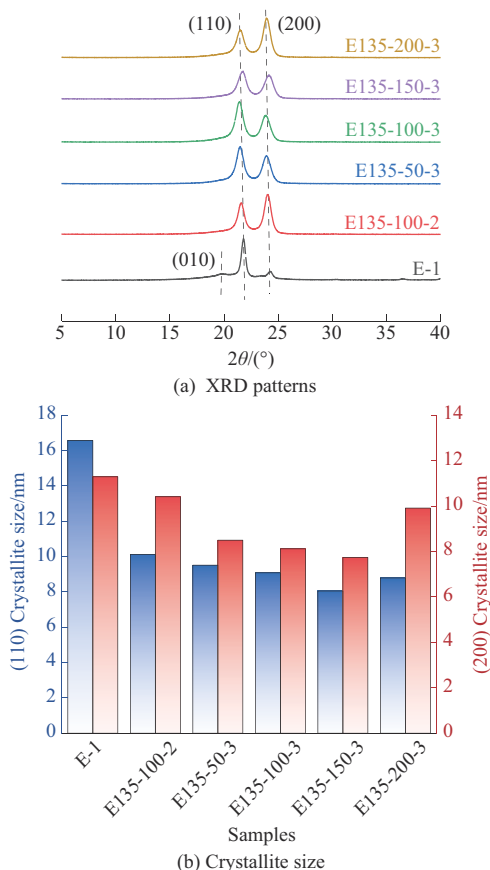 (110)
(200)
E135-200-3
E135-150-3
E135-100-3
E135-50-3
E135-100-2
(010)
E-1
5 10 15 20 25 30 35 40
2θ/(°)
(a) XRD patterns
(110) Crystallite size/nm
18
16
14
12
10
8
6
4
2
0
14
12
10
8
6
4
2
0
(200) Crystallite size/nm
E-1
E135-100-2
E135-50-3
E135-100-3
E135-150-3
E135-200-3
Samples
(b) Crystallite size